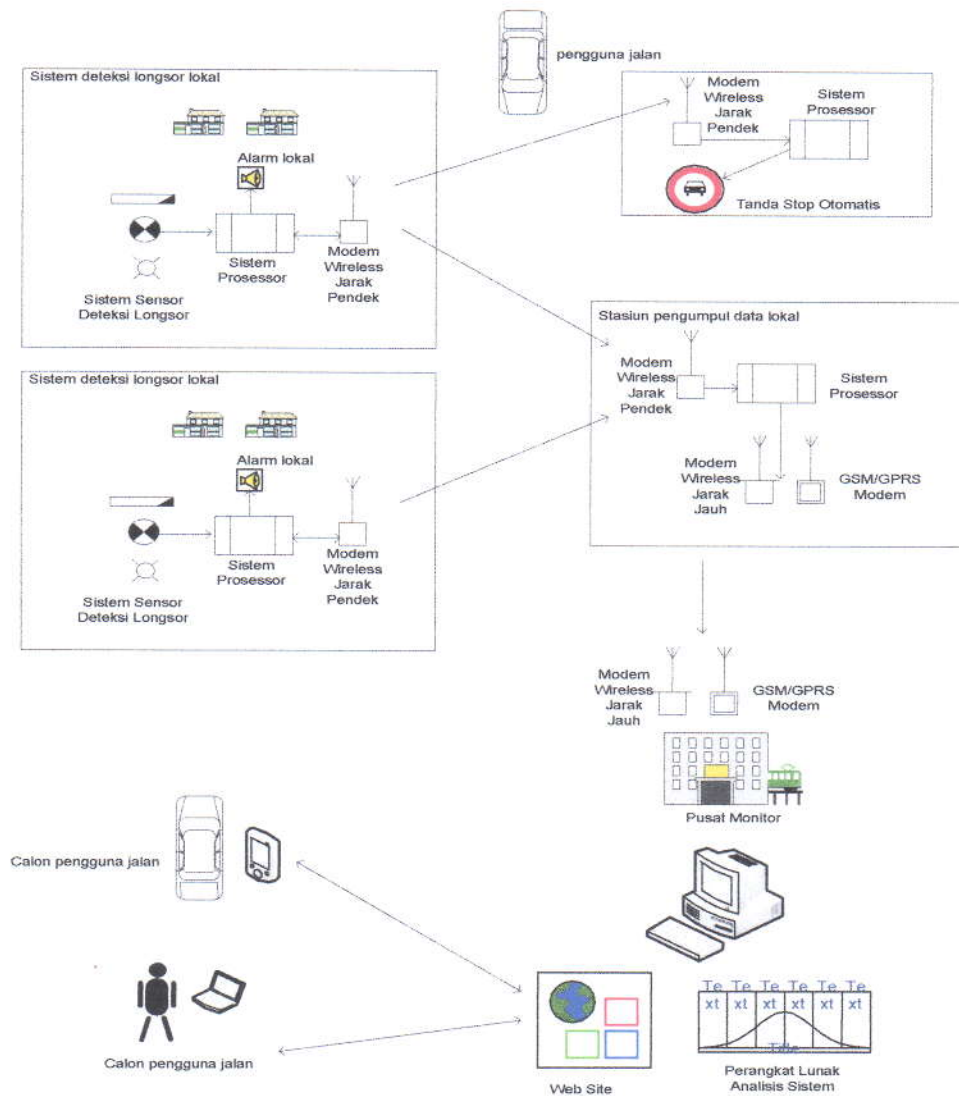 pengguna jalan
Sistem deteksi longsor lokal
Alarm lokal
Sistem
Prosessor
Modem
Wireless
Jarak
Pendek
Sistem Sensor
Deteksi Longsor
Modem
Wireless
Jarak
Pendek
Sistem
Prosessor
Tanda Stop Otomatis
Sistem deteksi longsor lokal
Alarm lokal
Sistem
Prosessor
Modem
Wireless
Jarak
Pendek
Sistem Sensor
Deteksi Longsor
Stasiun pengumpul data lokal
Modem
Wireless
Jarak
Pendek
Sistem
Prosessor
Modem
Wireless
Jarak
Jauh
GSM/GPRS
Modem
Modem
Wireless
Jarak
Jauh
GSM/GPRS
Modem
Pusat Monitor
Calon pengguna jalan
Calon pengguna jalan
Web Site
Te Te Te Te Te Te
xt xt xt xt xt xt
Title
Perangkat Lunak
Analisis Sistem